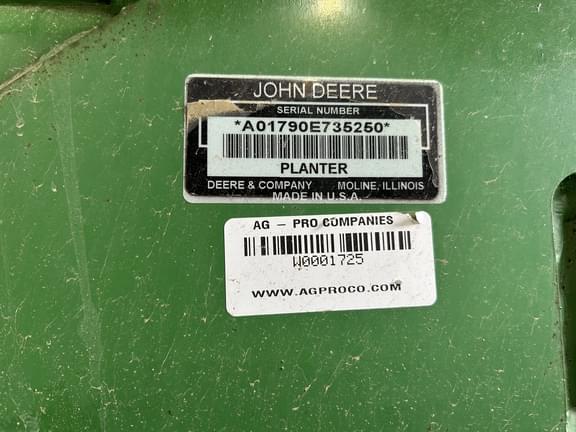 JOHN DEERE
SERIAL NUMBER
*A01790E735250*
PLANTER
DEERE & COMPANY MOLINE, ILLINOIS
MADE IN U.S.A.
AG - PRO COMPANIES
W0001725
WWW.AGPROCO.COM